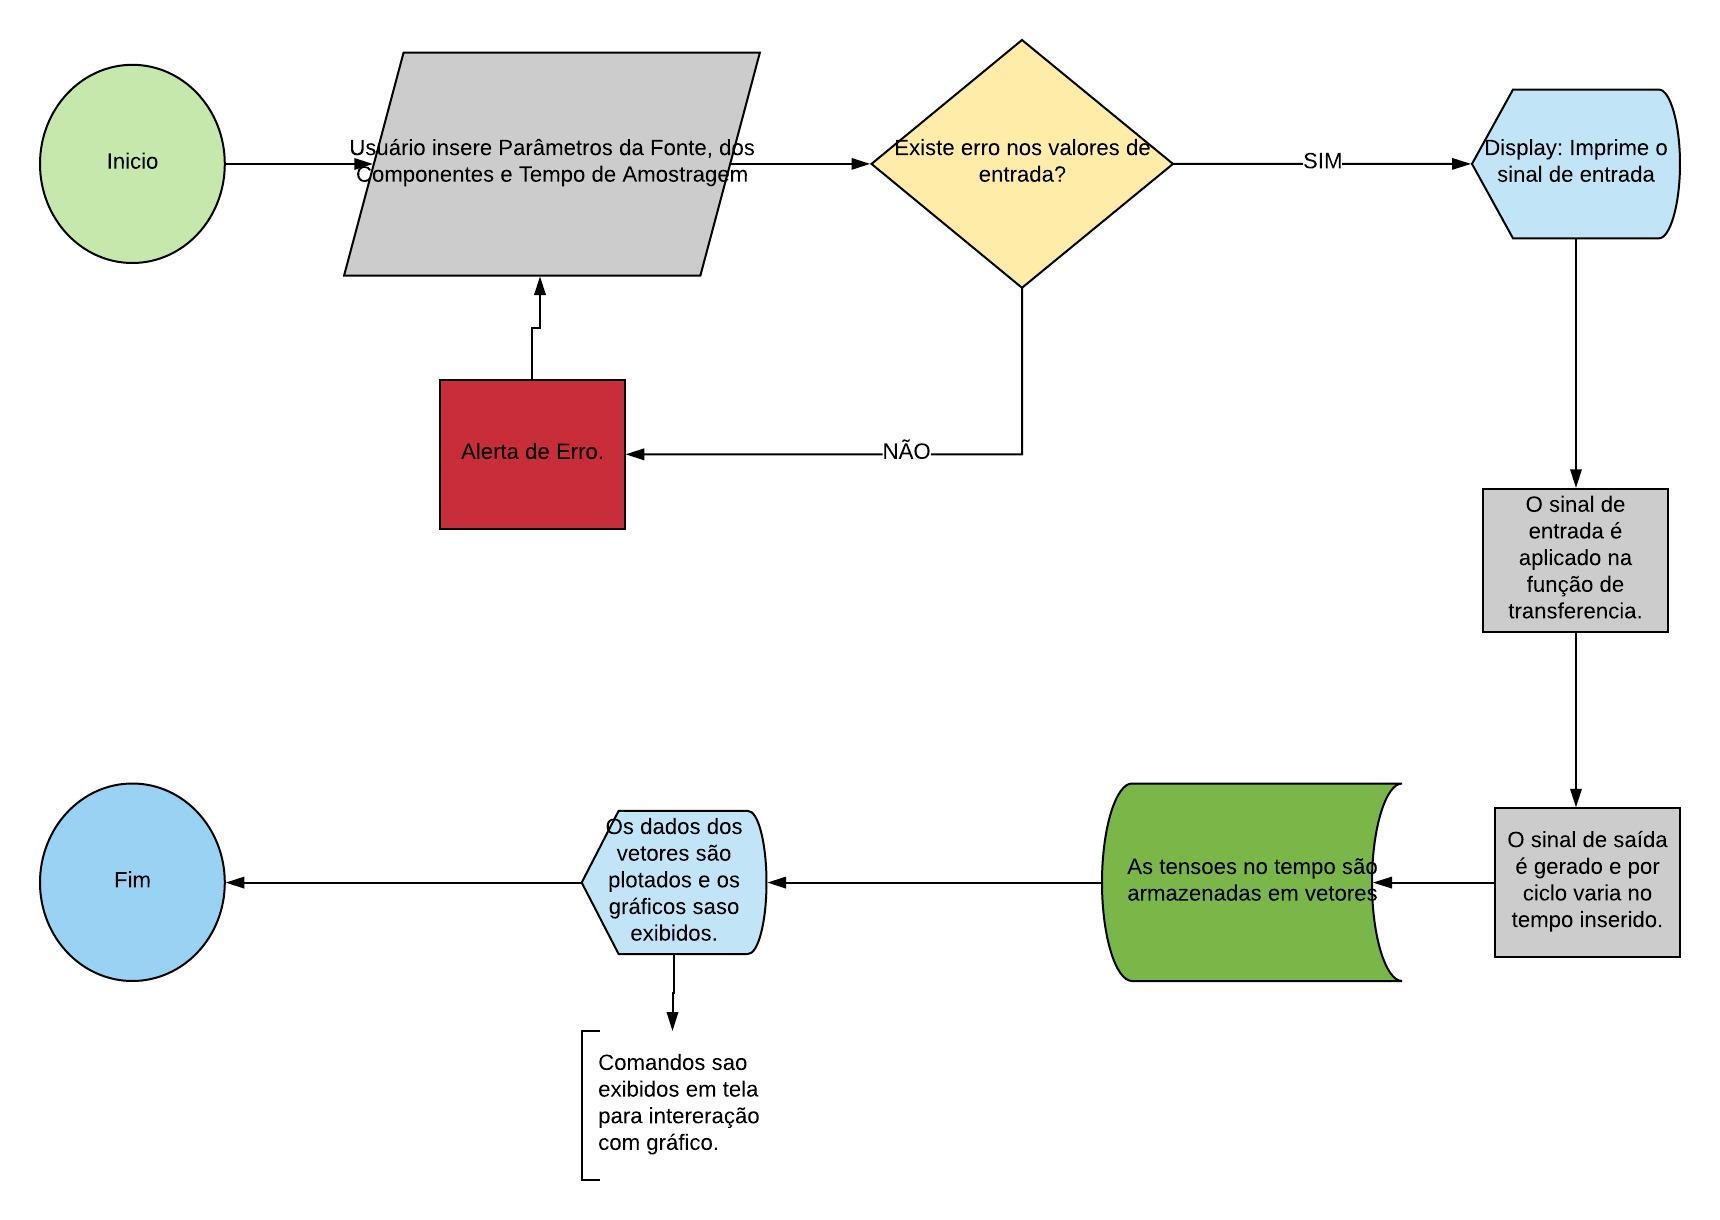 Inicio
Usuário insere Parâmetros da Fonte, dos
Componentes e Tempo de Amostragem
Existe erro nos valores de
entrada?
SIM
Display: Imprime o
sinal de entrada
NÃO
Alerta de Erro.
O sinal de
entrada é
aplicado na
função de
transferencia.
O sinal de saída
é gerado e por
ciclo varia no
tempo inserido.
As tensoes no tempo são
armazenadas em vetores
Os dados dos
vetores são
plotados e os
gráficos saso
exibidos.
Fim
Comandos sao
exibidos em tela
para intereração
com gráfico.